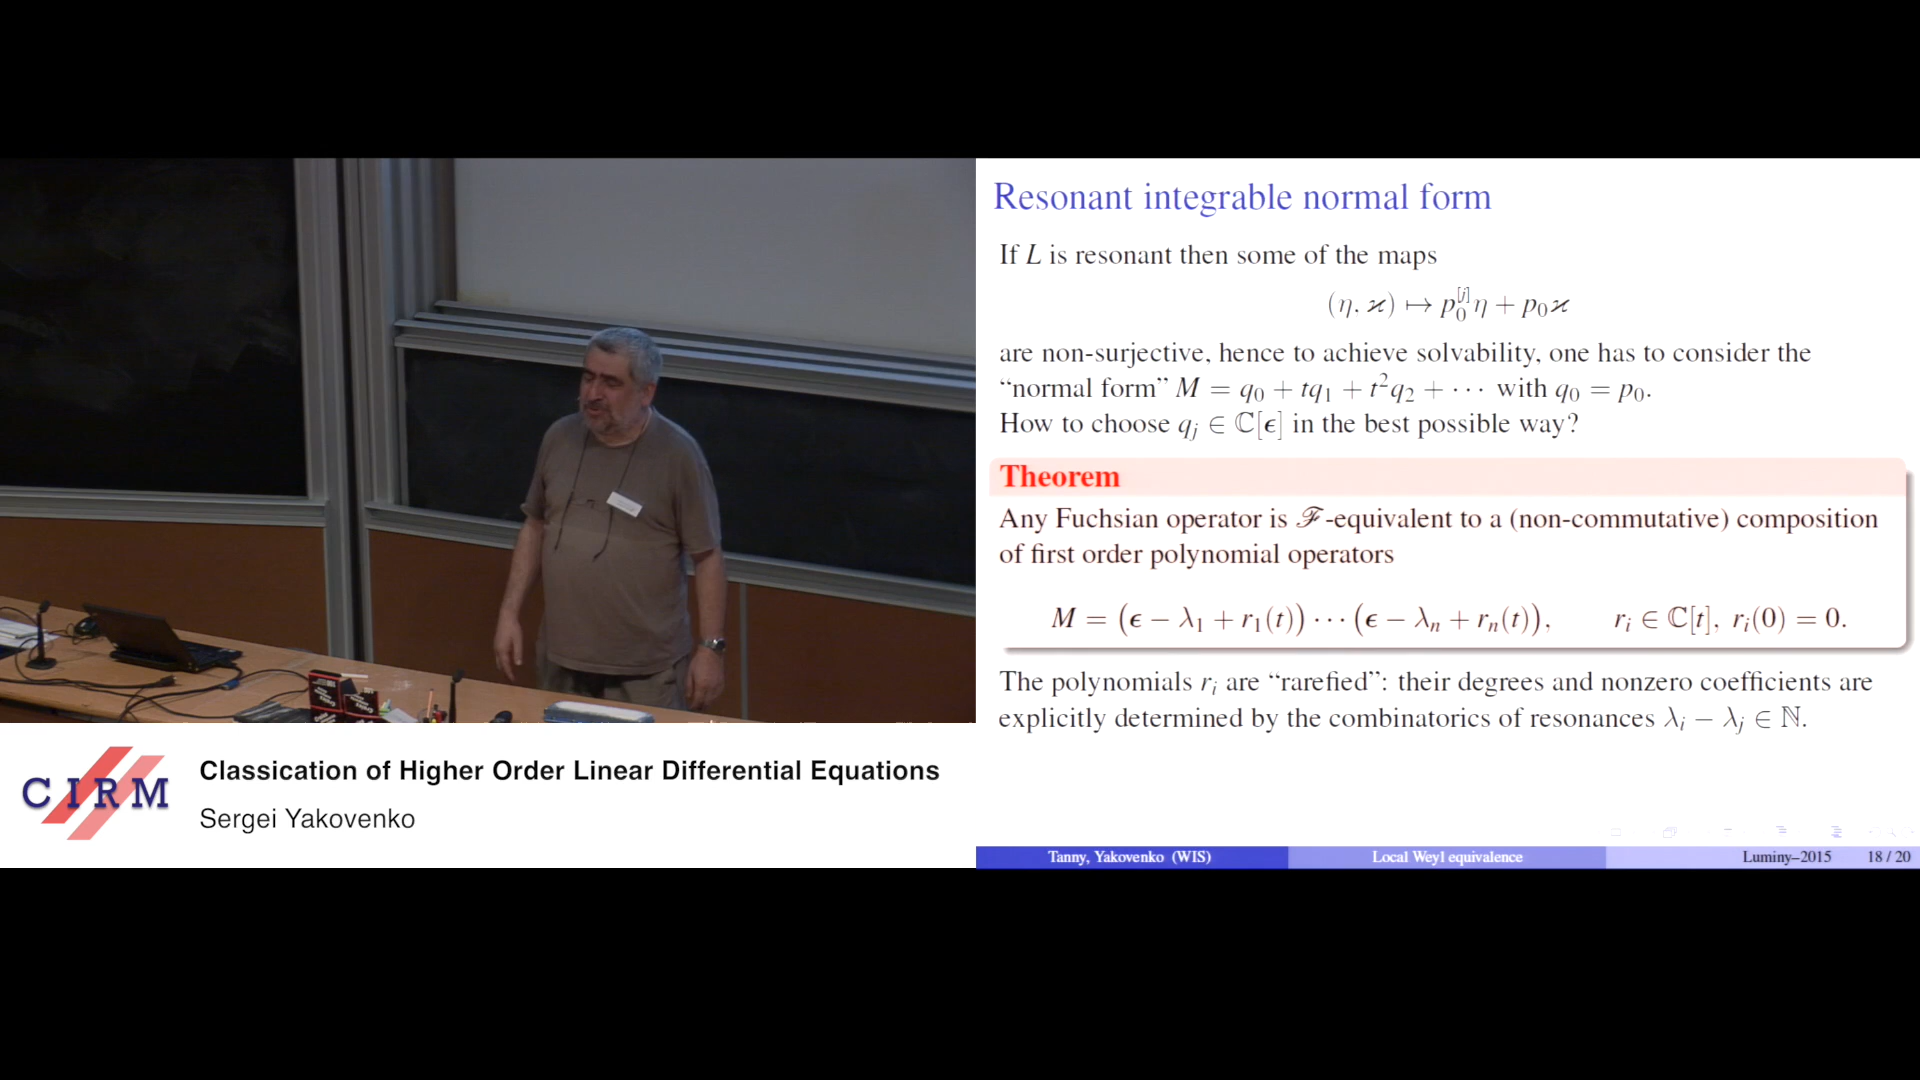 Resonant integrable normal form
If L is resonant then some of the maps
(η, ϰ) ↦ p₀^[j] η + p₀ϰ
are non-surjective, hence to achieve solvability, one has to consider the
“normal form” M = q₀ + tq₁ + t²q₂ + ··· with q₀ = p₀.
How to choose qⱼ ∈ ℂ[ϵ] in the best possible way?
Theorem
Any Fuchsian operator is ℱ-equivalent to a (non-commutative) composition
of first order polynomial operators
M = (ϵ − λ₁ + r₁(t)) ··· (ϵ − λₙ + rₙ(t)), rᵢ ∈ ℂ[t], rᵢ(0) = 0.
The polynomials rᵢ are “rarefied”: their degrees and nonzero coefficients are
explicitly determined by the combinatorics of resonances λᵢ − λⱼ ∈ ℕ.
Tanny, Yakovenko (WIS) Local Weyl equivalence Luminy–2015 18 / 20
CIRM
Classication of Higher Order Linear Differential Equations
Sergei Yakovenko